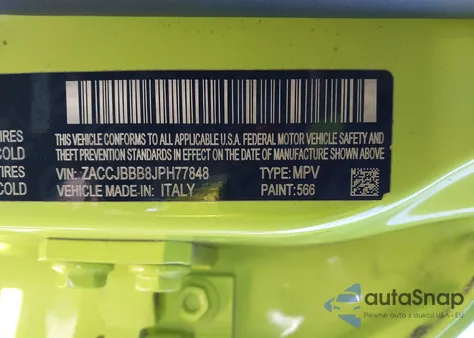 IRES
COLD
IRES
COLD
THIS VEHICLE CONFORMS TO ALL APPLICABLE U.S.A. FEDERAL MOTOR VEHICLE SAFETY AND
THEFT PREVENTION STANDARDS IN EFFECT ON THE DATE OF MANUFACTURE SHOWN ABOVE
VIN: ZACCJBBB8JPH77848 TYPE: MPV
VEHICLE MADE-IN: ITALY PAINT: 566
autaSnap
Pewne auta z aukcji USA - EU